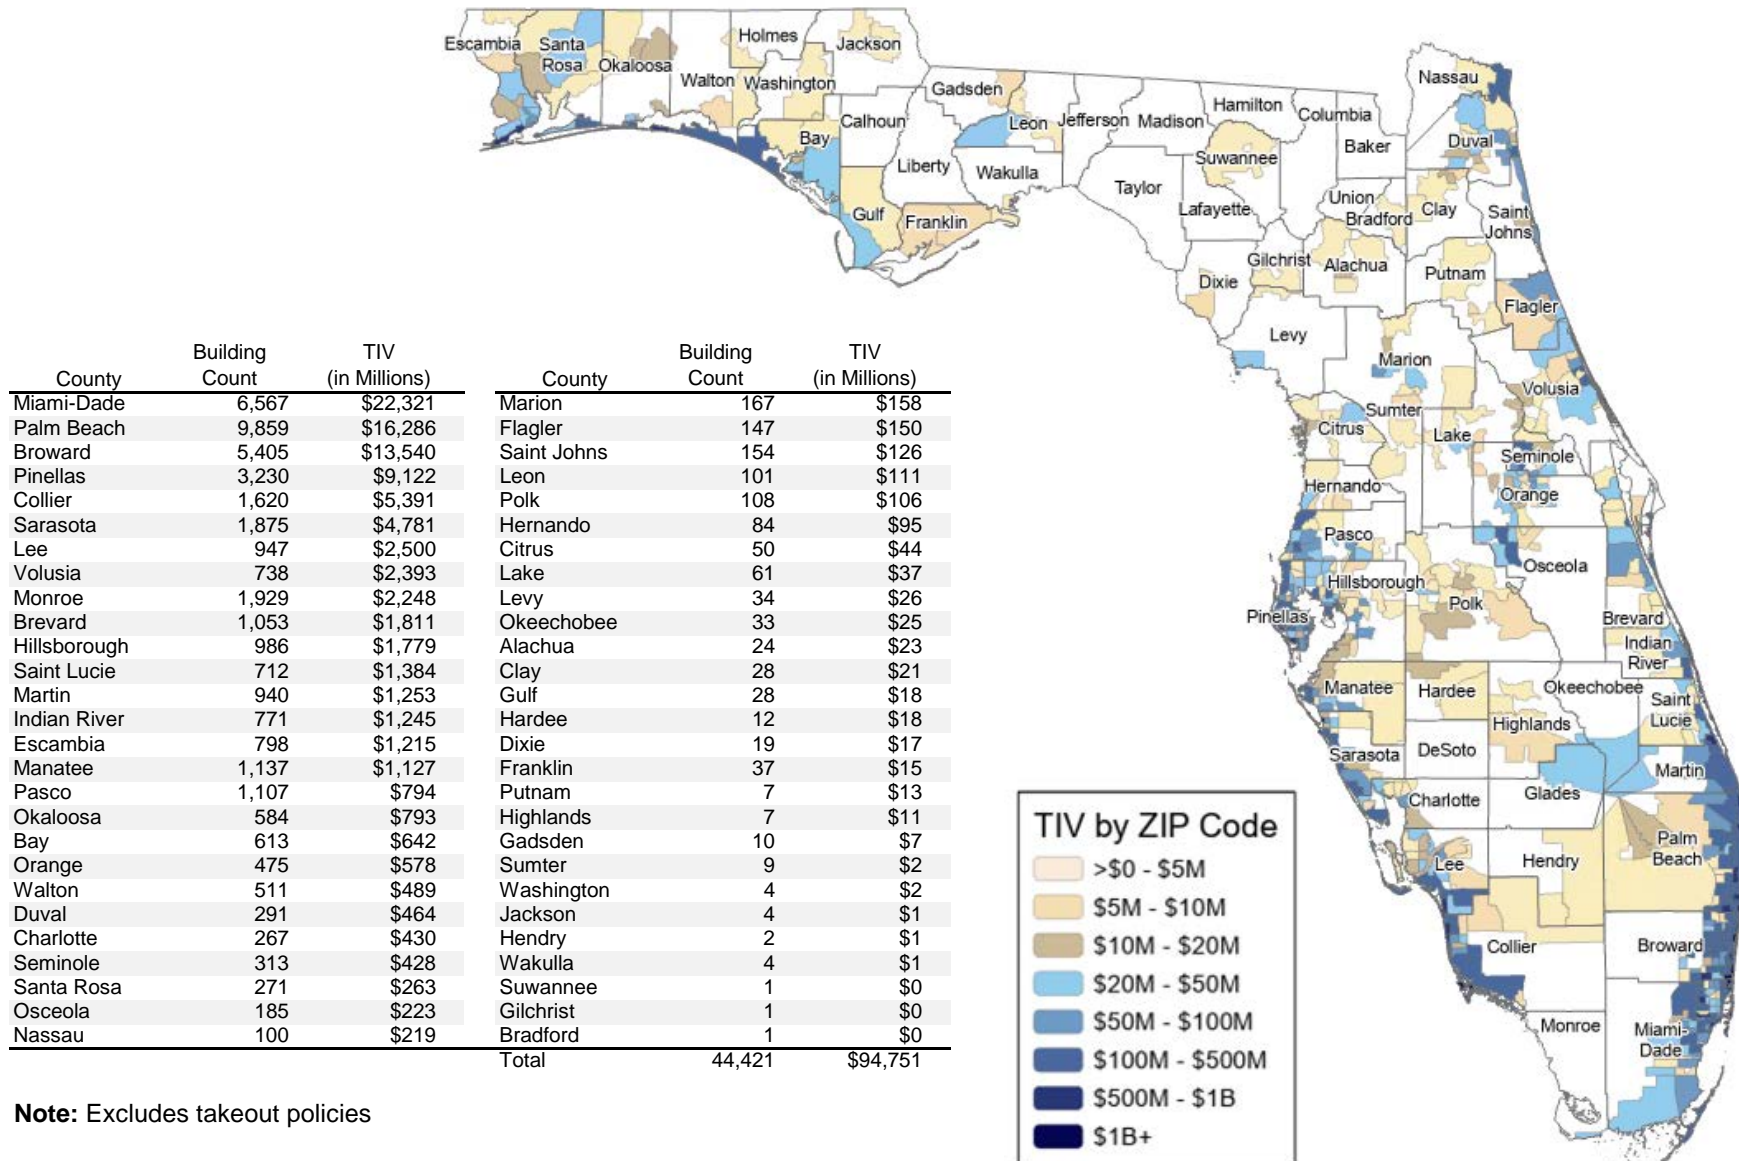 Escambia
Santa
Rosa
Okaloosa
Holmes
Walton
Washington
Jackson
Bay
Calhoun
Gulf
Gadsden
Liberty
Franklin
Leon
Wakulla
Jefferson
Madison
Taylor
Hamilton
Suwannee
Lafayette
Columbia
Baker
Union
Bradford
Nassau
Duval
Clay
Saint
Johns
Dixie
Gilchrist
Alachua
Putnam
Flagler
Levy
Marion
Volusia
Citrus
Sumter
Lake
Seminole
Orange
Hernando
Pasco
Osceola
Hillsborough
Polk
Pinellas
Brevard
Indian
River
Manatee
Hardee
Okeechobee
Saint
Lucie
Highlands
Sarasota
DeSoto
Martin
Charlotte
Glades
Palm
Beach
Lee
Hendry
Collier
Broward
Monroe
Miami-
Dade
Building TIV Building TIV
County Count (in Millions) County Count (in Millions)
Miami-Dade 6,567 $22,321 Marion 167 $158
Palm Beach 9,859 $16,286 Flagler 147 $150
Broward 5,405 $13,540 Saint Johns 154 $126
Pinellas 3,230 $9,122 Leon 101 $111
Collier 1,620 $5,391 Polk 108 $106
Sarasota 1,875 $4,781 Hernando 84 $95
Lee 947 $2,500 Citrus 50 $44
Volusia 738 $2,393 Lake 61 $37
Monroe 1,929 $2,248 Levy 34 $26
Brevard 1,053 $1,811 Okeechobee 33 $25
Hillsborough 986 $1,779 Alachua 24 $23
Saint Lucie 712 $1,384 Clay 28 $21
Martin 940 $1,253 Gulf 28 $18
Indian River 771 $1,245 Hardee 12 $18
Escambia 798 $1,215 Dixie 19 $17
Manatee 1,137 $1,127 Franklin 37 $15
Pasco 1,107 $794 Putnam 7 $13
Okaloosa 584 $793 Highlands 7 $11
Bay 613 $642 Gadsden 10 $7
Orange 475 $578 Sumter 9 $2
Walton 511 $489 Washington 4 $2
Duval 291 $464 Jackson 4 $1
Charlotte 267 $430 Hendry 2 $1
Seminole 313 $428 Wakulla 4 $1
Santa Rosa 271 $263 Suwannee 1 $0
Osceola 185 $223 Gilchrist 1 $0
Nassau 100 $219 Bradford 1 $0
Total 44,421 $94,751
Note: Excludes takeout policies
TIV by ZIP Code
>$0 - $5M
$5M - $10M
$10M - $20M
$20M - $50M
$50M - $100M
$100M - $500M
$500M - $1B
$1B+